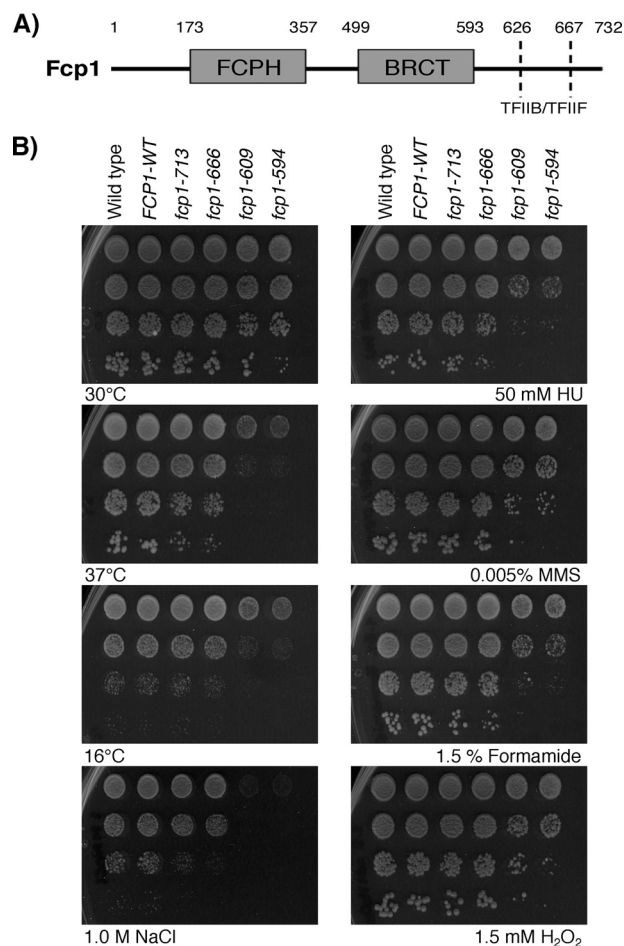 A)
1 173 357 499 593 626 667 732
Fcp1 FCPH BRCT
TFIIB/TFIIF
B)
Wild type FCP1-WT fcp1-713 fcp1-666 fcp1-609 fcp1-594 Wild type FCP1-WT fcp1-713 fcp1-666 fcp1-609 fcp1-594
30°C 50 mM HU
37°C 0.005% MMS
16°C 1.5 % Formamide
1.0 M NaCl 1.5 mM H₂O₂